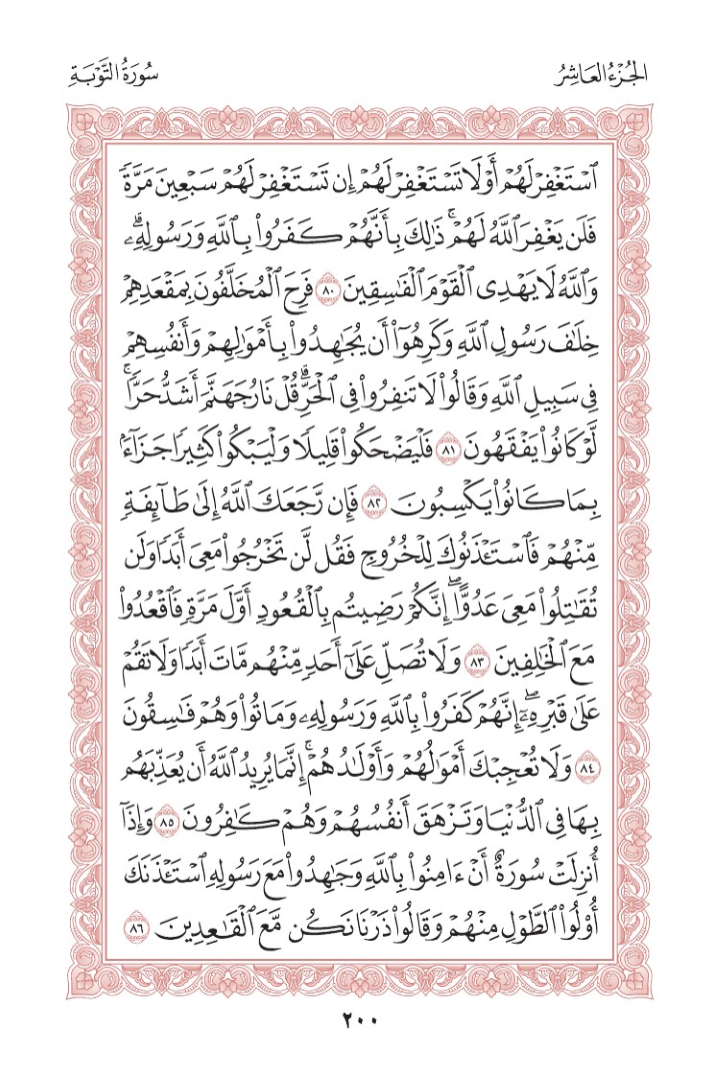 الجُزْءُ العَاشِرُ
سُورَةُ التَّوْبَةِ
ٱسْتَغْفِرْ لَهُمْ أَوْ لَا تَسْتَغْفِرْ لَهُمْ إِن تَسْتَغْفِرْ لَهُمْ سَبْعِينَ مَرَّةً
فَلَن يَغْفِرَ ٱللَّهُ لَهُمْۚ ذَٰلِكَ بِأَنَّهُمْ كَفَرُواْ بِٱللَّهِ وَرَسُولِهِۦۗ
وَٱللَّهُ لَا يَهْدِى ٱلْقَوْمَ ٱلْفَٰسِقِينَ ٨٠ فَرِحَ ٱلْمُخَلَّفُونَ بِمَقْعَدِهِمْ
خِلَٰفَ رَسُولِ ٱللَّهِ وَكَرِهُوٓاْ أَن يُجَٰهِدُواْ بِأَمْوَٰلِهِمْ وَأَنفُسِهِمْ
فِى سَبِيلِ ٱللَّهِ وَقَالُواْ لَا تَنفِرُواْ فِى ٱلْحَرِّۗ قُلْ نَارُ جَهَنَّمَ أَشَدُّ حَرًّاۚ
لَّوْ كَانُواْ يَفْقَهُونَ ٨١ فَلْيَضْحَكُواْ قَلِيلًا وَلْيَبْكُواْ كَثِيرًا جَزَآءًۢ
بِمَا كَانُواْ يَكْسِبُونَ ٨٢ فَإِن رَّجَعَكَ ٱللَّهُ إِلَىٰ طَآئِفَةٍ
مِّنْهُمْ فَٱسْتَـْٔذَنُوكَ لِلْخُرُوجِ فَقُل لَّن تَخْرُجُواْ مَعِىَ أَبَدًا وَلَن
تُقَٰتِلُواْ مَعِىَ عَدُوًّاۖ إِنَّكُمْ رَضِيتُم بِٱلْقُعُودِ أَوَّلَ مَرَّةٍ فَٱقْعُدُواْ
مَعَ ٱلْخَٰلِفِينَ ٨٣ وَلَا تُصَلِّ عَلَىٰٓ أَحَدٍ مِّنْهُم مَّاتَ أَبَدًا وَلَا تَقُمْ
عَلَىٰ قَبْرِهِۦٓۖ إِنَّهُمْ كَفَرُواْ بِٱللَّهِ وَرَسُولِهِۦ وَمَاتُواْ وَهُمْ فَٰسِقُونَ
٨٤ وَلَا تُعْجِبْكَ أَمْوَٰلُهُمْ وَأَوْلَٰدُهُمْۚ إِنَّمَا يُرِيدُ ٱللَّهُ أَن يُعَذِّبَهُم
بِهَا فِى ٱلدُّنْيَا وَتَزْهَقَ أَنفُسُهُمْ وَهُمْ كَٰفِرُونَ ٨٥ وَإِذَآ
أُنزِلَتْ سُورَةٌ أَنْ ءَامِنُواْ بِٱللَّهِ وَجَٰهِدُواْ مَعَ رَسُولِهِ ٱسْتَـْٔذَنَكَ
أُوْلُواْ ٱلطَّوْلِ مِنْهُمْ وَقَالُواْ ذَرْنَا نَكُن مَّعَ ٱلْقَٰعِدِينَ ٨٦
٢٠٠